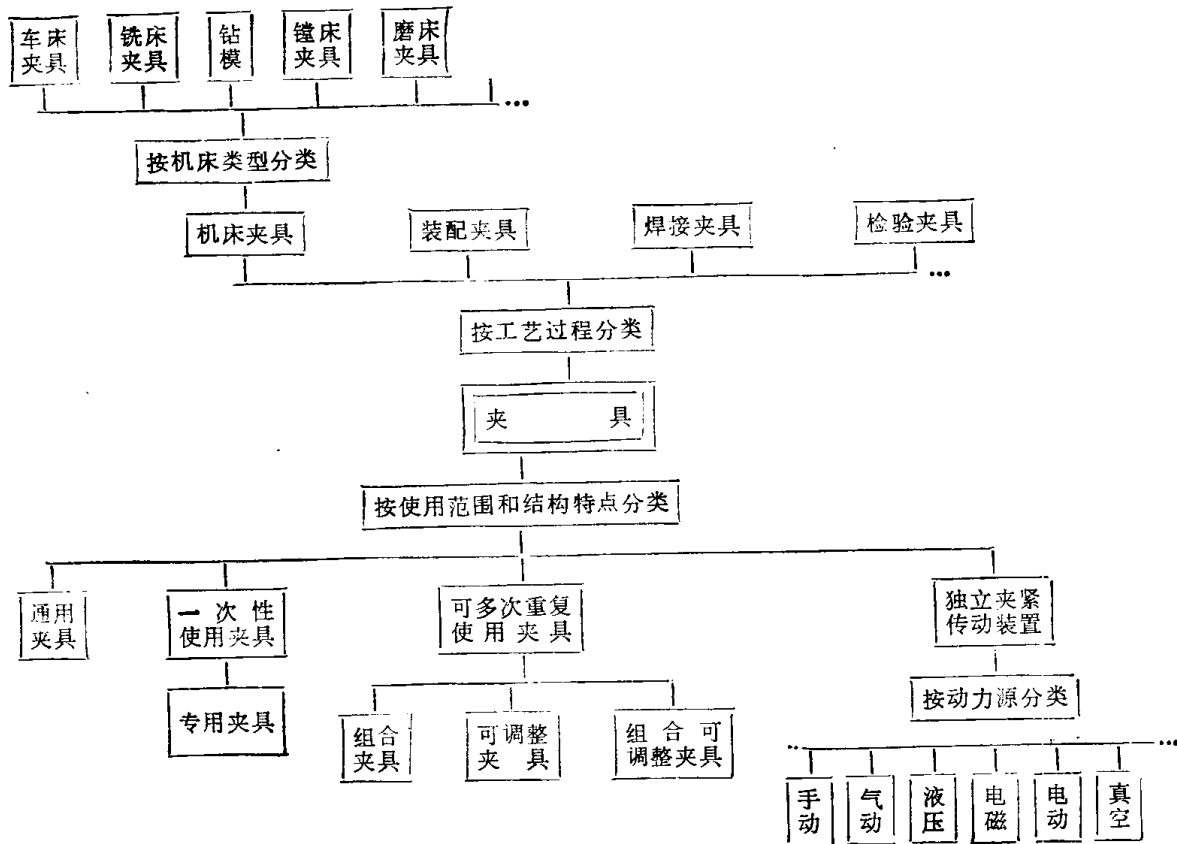 车床
夹具
铣床
夹具
钻
模
镗床
夹具
磨床
夹具
...
按机床类型分类
机床夹具
装配夹具
焊接夹具
检验夹具
...
按工艺过程分类
夹 具
按使用范围和结构特点分类
通用
夹具
一次性
使用夹具
可多次重复
使用夹具
独立夹紧
传动装置
专用夹具
组合
夹具
可调整
夹具
组合可
调整夹具
按动力源分类
..
...
手
动
气
动
液
压
电
磁
电
动
真
空